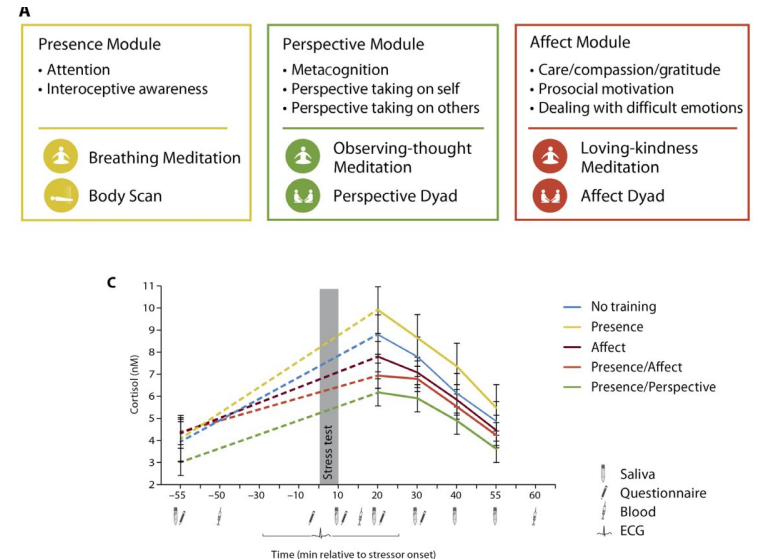 A
Presence Module
• Attention
• Interoceptive awareness
Breathing Meditation
Body Scan
Perspective Module
• Metacognition
• Perspective taking on self
• Perspective taking on others
Observing-thought
Meditation
Perspective Dyad
Affect Module
• Care/compassion/gratitude
• Prosocial motivation
• Dealing with difficult emotions
Loving-kindness
Meditation
Affect Dyad
C
Cortisol (nM)
11
10
9
8
7
6
5
4
3
2
Stress test
–55 –50 –30 –10 10 20 30 40 55 60
Time (min relative to stressor onset)
No training
Presence
Affect
Presence/Affect
Presence/Perspective
Saliva
Questionnaire
Blood
ECG